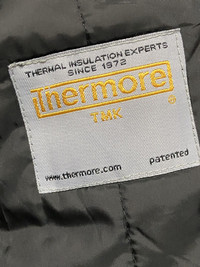 THERMAL INSULATION EXPERTS
SINCE 1972
Thermore
TMK
www.thermore.com patented